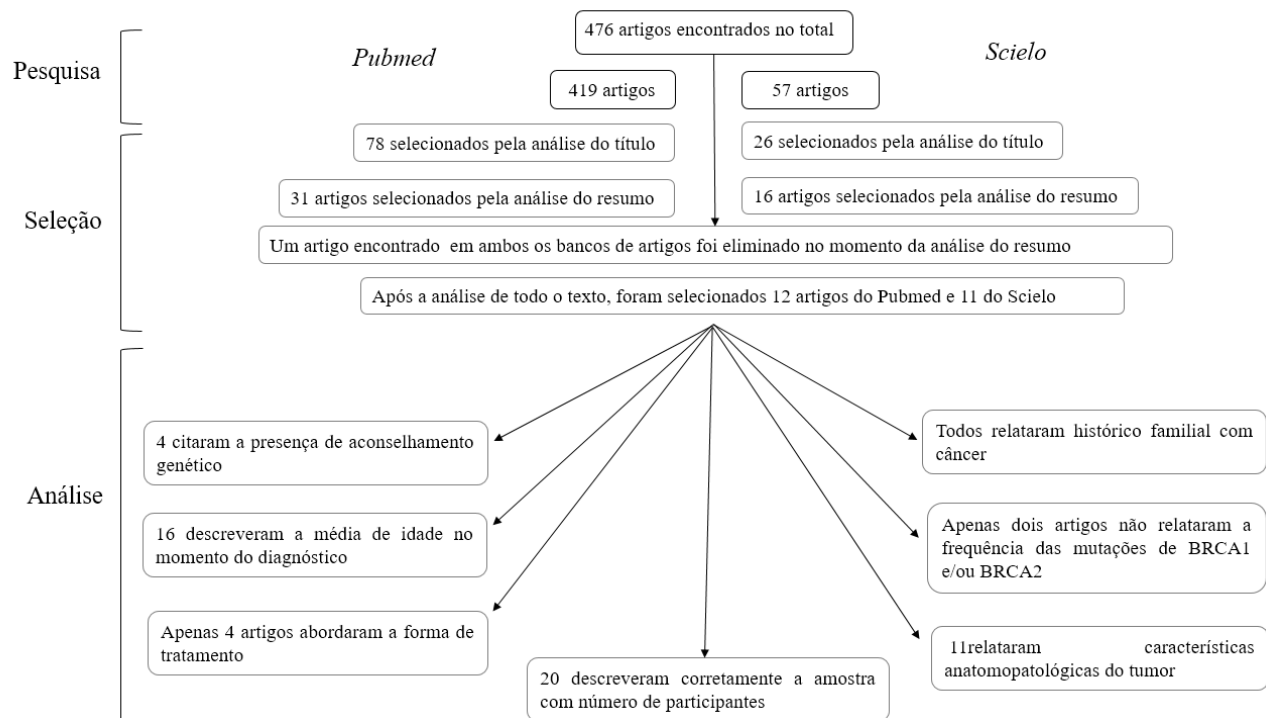 476 artigos encontrados no total
Pubmed
Scielo
Pesquisa
419 artigos
57 artigos
78 selecionados pela análise do título
26 selecionados pela análise do título
31 artigos selecionados pela análise do resumo
16 artigos selecionados pela análise do resumo
Seleção
Um artigo encontrado em ambos os bancos de artigos foi eliminado no momento da análise do resumo
Após a análise de todo o texto, foram selecionados 12 artigos do Pubmed e 11 do Scielo
Análise
4 citaram a presença de aconselhamento
genético
Todos relataram histórico familial com
câncer
16 descreveram a média de idade no
momento do diagnóstico
Apenas dois artigos não relataram a
frequência das mutações de BRCA1
e/ou BRCA2
Apenas 4 artigos abordaram a forma de
tratamento
11relataram características
anatomopatológicas do tumor
20 descreveram corretamente a amostra
com número de participantes